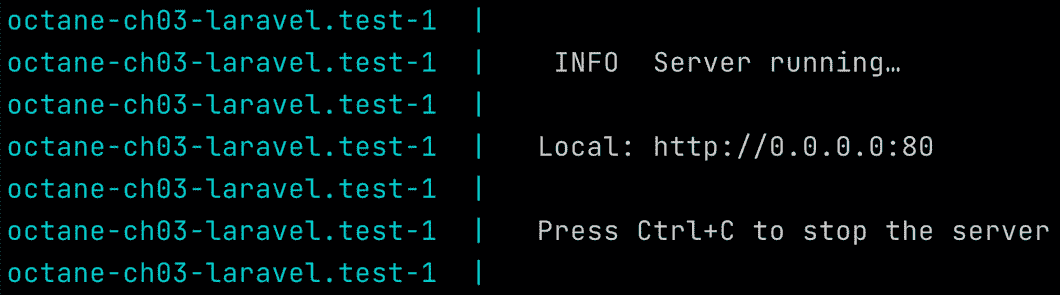 octane-ch03-laravel.test-1 |
octane-ch03-laravel.test-1 | INFO Server running…
octane-ch03-laravel.test-1 |
octane-ch03-laravel.test-1 | Local: http://0.0.0.0:80
octane-ch03-laravel.test-1 |
octane-ch03-laravel.test-1 | Press Ctrl+C to stop the server
octane-ch03-laravel.test-1 |